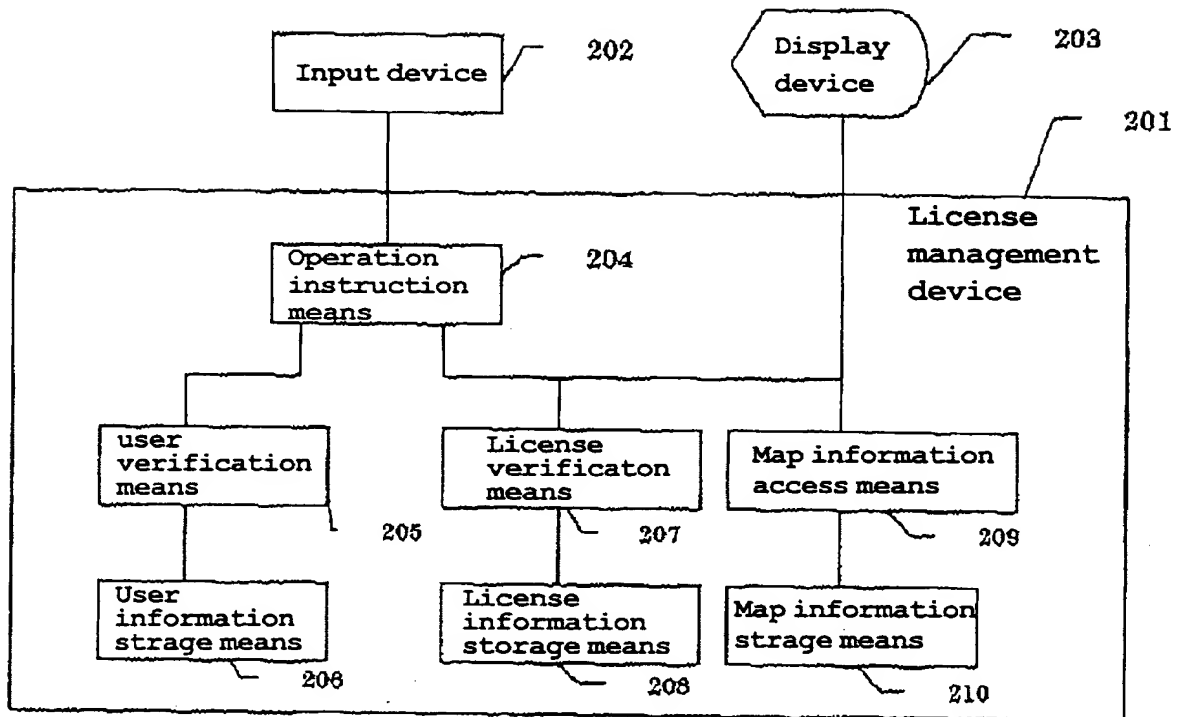 Input device
202
Display
device
203
201
License
management
device
Operation
instruction
means
204
user
verification
means
205
License
verificaton
means
207
Map information
access means
209
User
information
strage means
206
License
information
storage means
208
Map information
strage means
210